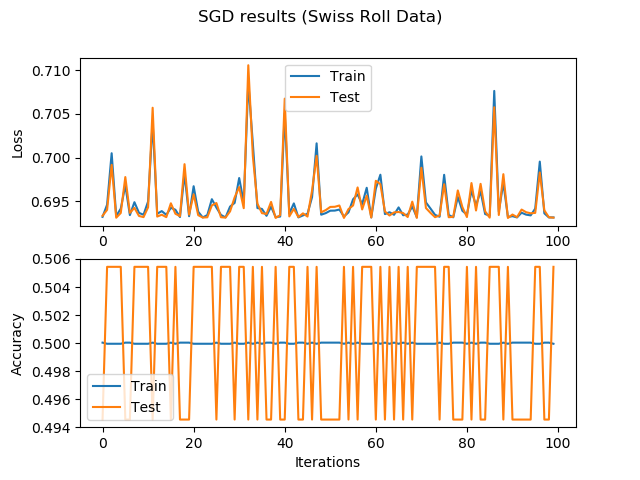 SGD results (Swiss Roll Data)
0.710
0.705
0.700
0.695
Loss
Train
Test
0 20 40 60 80 100
0.506
0.504
0.502
0.500
0.498
0.496
0.494
Accuracy
Train
Test
0 20 40 60 80 100
Iterations